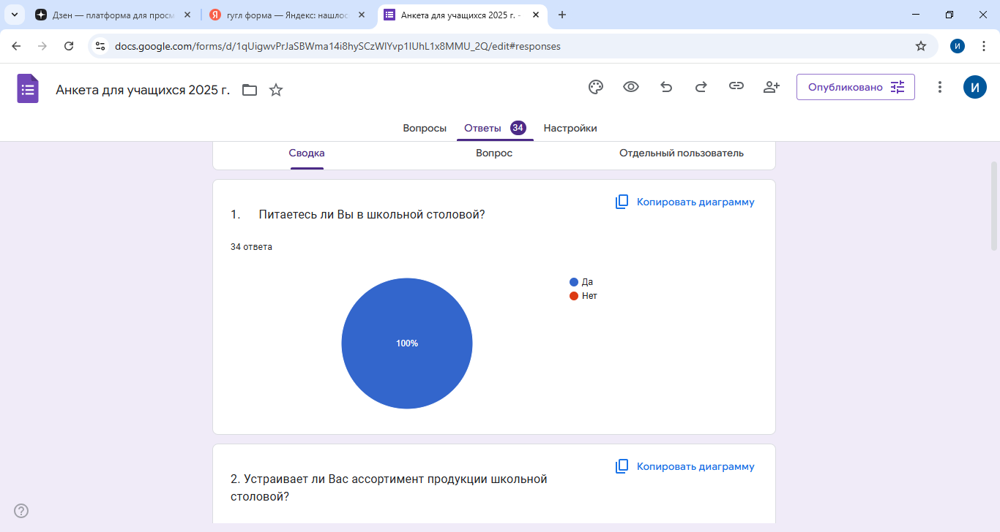 Дзен — платформа для просм
гугл форма — Яндекс: нашлос
Анкета для учащихся 2025 г. -
docs.google.com/forms/d/1qUigwvPrJaSBWma14i8hySCzWlYvp1lUhL1x8MMU_2Q/edit#responses
И
Анкета для учащихся 2025 г.
Опубликовано
И
Вопросы
Ответы 34
Настройки
Сводка
Вопрос
Отдельный пользователь
Копировать диаграмму
1. Питаетесь ли Вы в школьной столовой?
34 ответа
Да
Нет
100%
Копировать диаграмму
2. Устраивает ли Вас ассортимент продукции школьной
столовой?